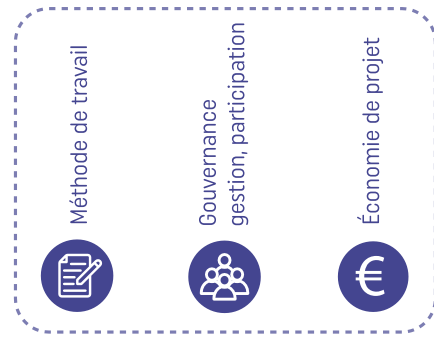 Méthode de travail
Gouvernance
gestion, participation
Économie de projet
€